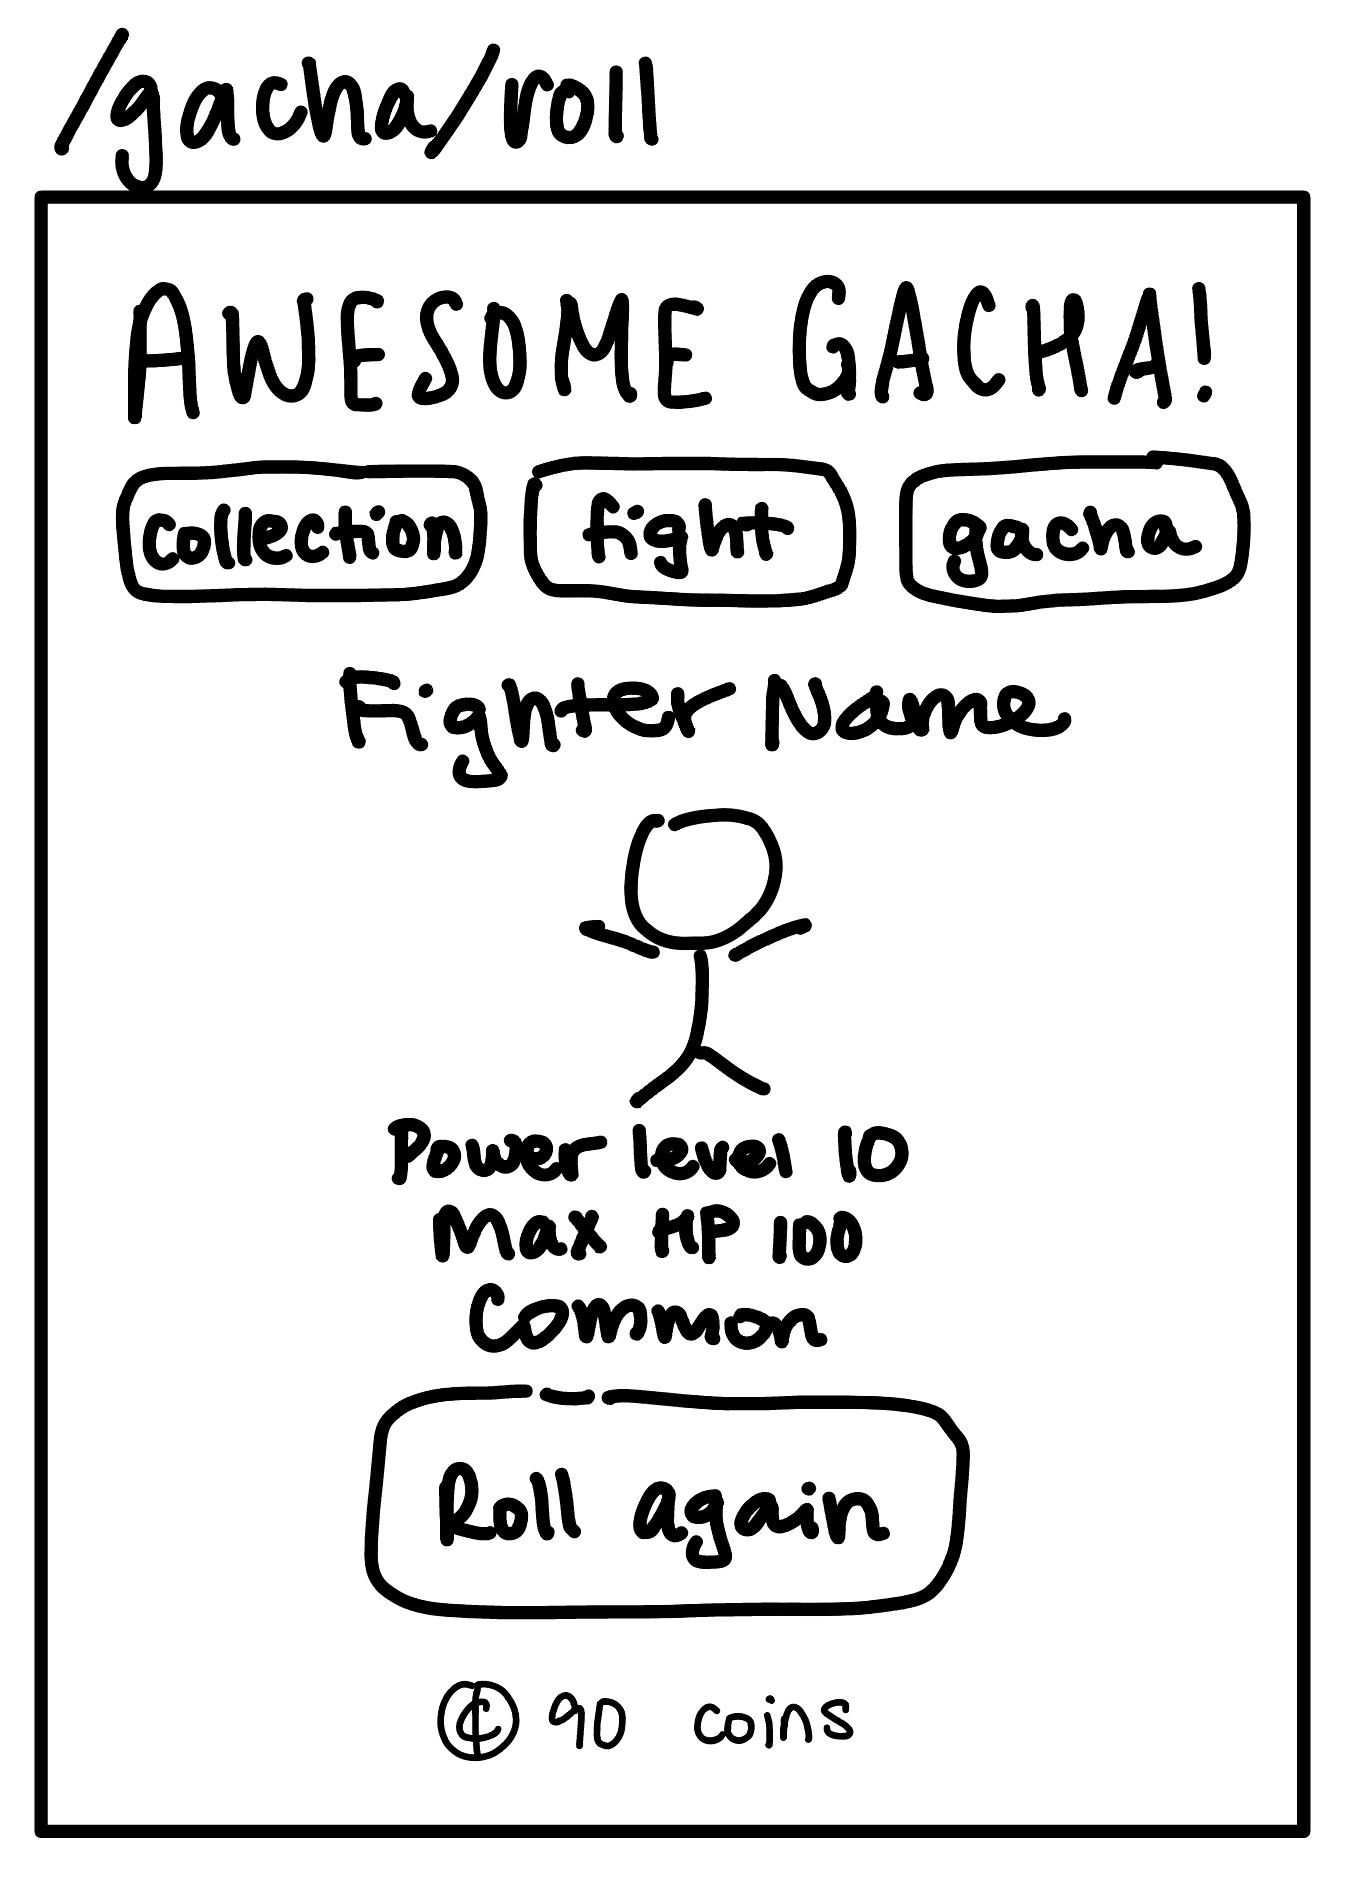 /gacha/roll
AWESOME GACHA!
collection fight gacha
Fighter Name
Power level 10
Max HP 100
Common
Roll again
¢ 90 coins